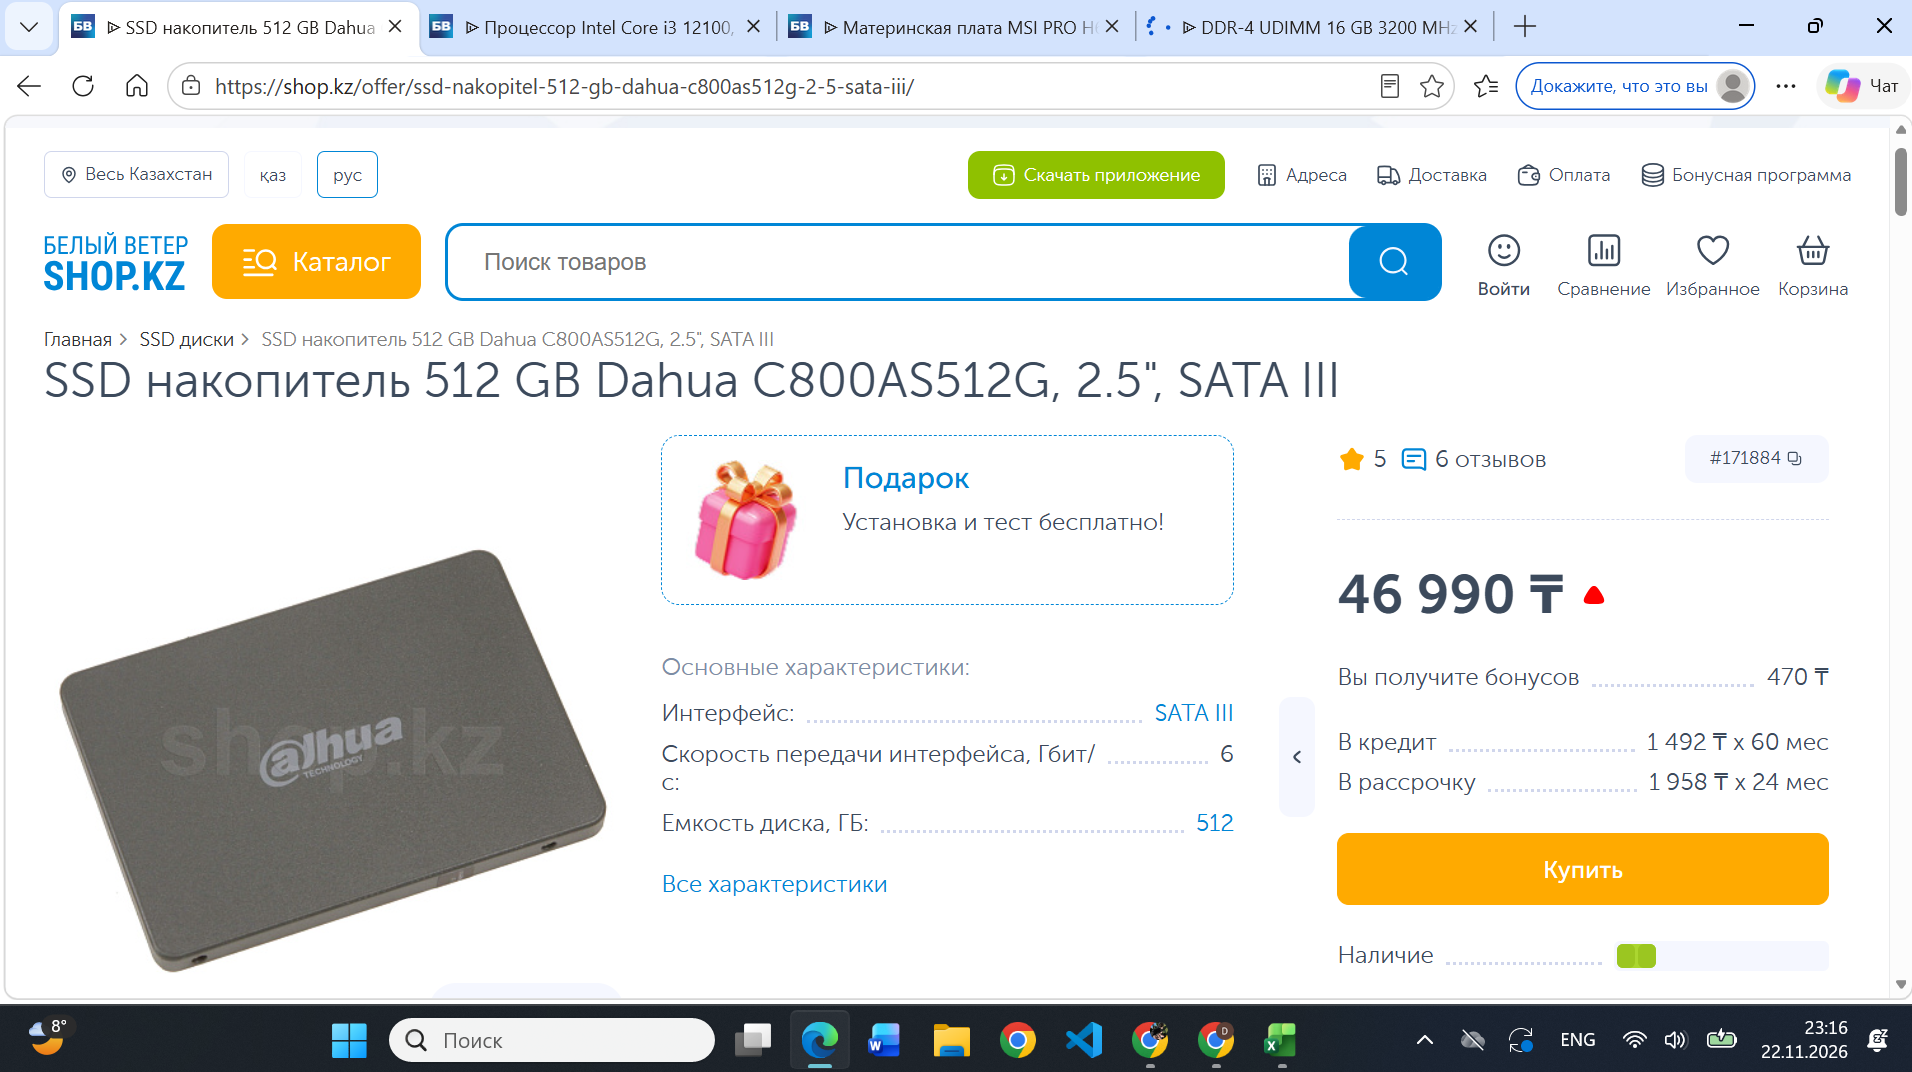 SSD накопитель 512 GB Dahua
Процессор Intel Core i3 12100,
Материнская плата MSI PRO H
DDR-4 UDIMM 16 GB 3200 MHz
https://shop.kz/offer/ssd-nakopitel-512-gb-dahua-c800as512g-2-5-sata-iii/
Докажите, что это вы
Чат
Весь Казахстан
қаз
рус
Скачать приложение
Адреса
Доставка
Оплата
Бонусная программа
БЕЛЫЙ ВЕТЕР
SHOP.KZ
Каталог
Поиск товаров
Войти
Сравнение
Избранное
Корзина
Главная > SSD диски > SSD накопитель 512 GB Dahua C800AS512G, 2.5", SATA III
SSD накопитель 512 GB Dahua C800AS512G, 2.5", SATA III
shop.kz
alhua
TECHNOLOGY
Подарок
Установка и тест бесплатно!
Основные характеристики:
Интерфейс: SATA III
Скорость передачи интерфейса, Гбит/с: 6
Емкость диска, ГБ: 512
Все характеристики
5
6 отзывов
#171884
46 990 ₸
Вы получите бонусов 470 ₸
В кредит 1 492 ₸ x 60 мес
В рассрочку 1 958 ₸ x 24 мес
Купить
Наличие
8°
Поиск
ENG
23:16
22.11.2026